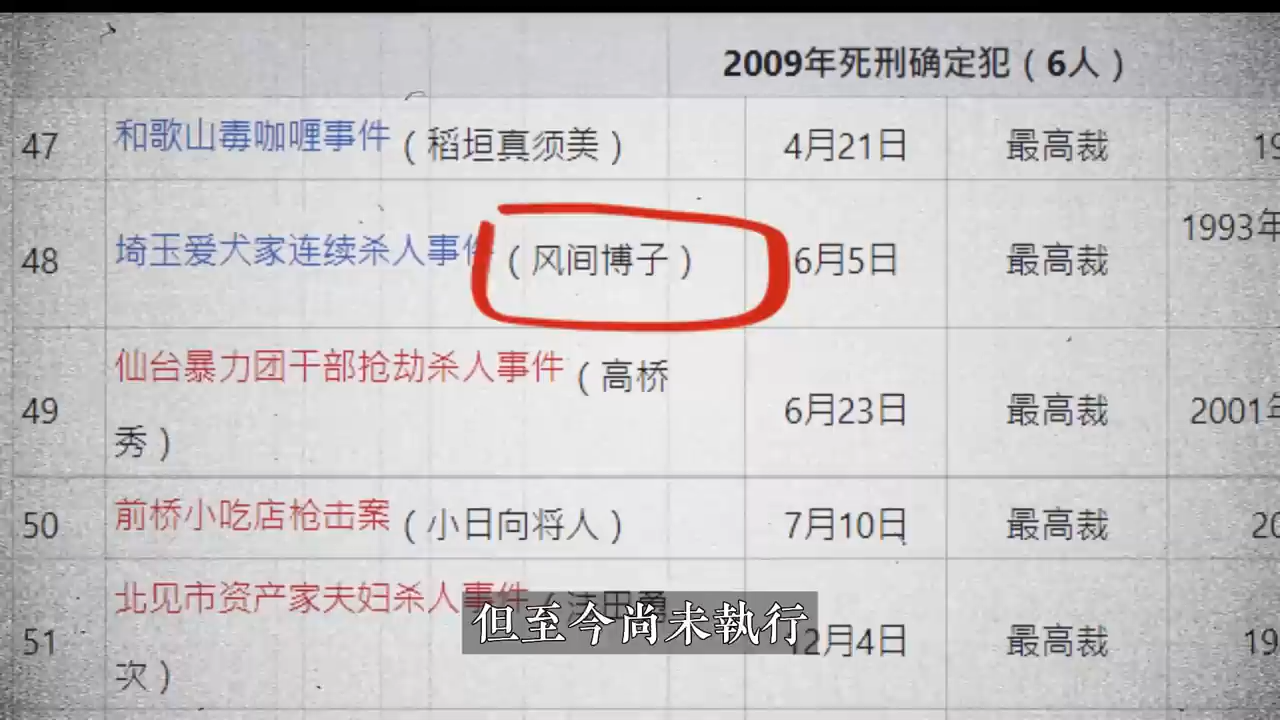 2009年死刑确定犯（6人）
47 和歌山毒咖喱事件（稻垣真须美） 4月21日 最高裁 19
48 埼玉爱犬家连续杀人事件（风间博子） 6月5日 最高裁 1993年
49 仙台暴力团干部抢劫杀人事件（高桥
秀） 6月23日 最高裁 2001年
50 前桥小吃店枪击案（小日向将人） 7月10日 最高裁 20
51 北见市资产家夫妇杀人事件（ 2月4日 最高裁 19
次）
但至今尚未執行